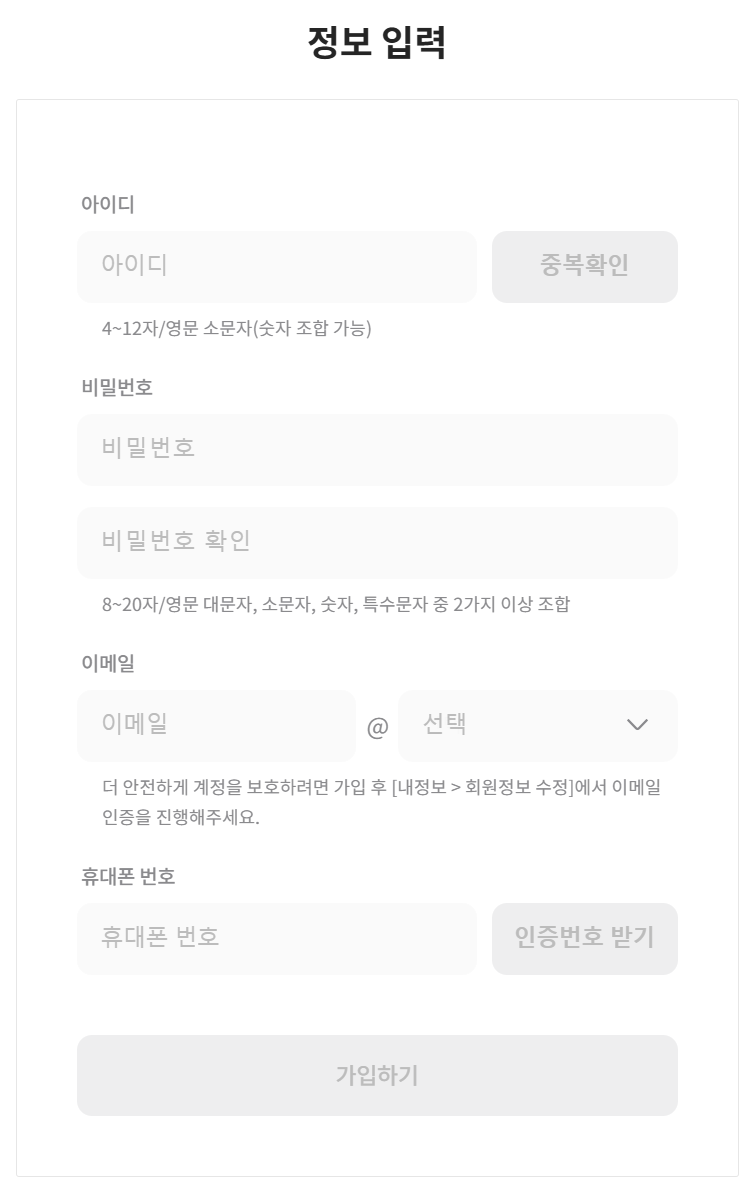 정보 입력
아이디
아이디
중복확인
4~12자/영문 소문자(숫자 조합 가능)
비밀번호
비밀번호
비밀번호 확인
8~20자/영문 대문자, 소문자, 숫자, 특수문자 중 2가지 이상 조합
이메일
이메일 @ 선택
더 안전하게 계정을 보호하려면 가입 후 [내정보 > 회원정보 수정]에서 이메일
인증을 진행해주세요.
휴대폰 번호
휴대폰 번호
인증번호 받기
가입하기